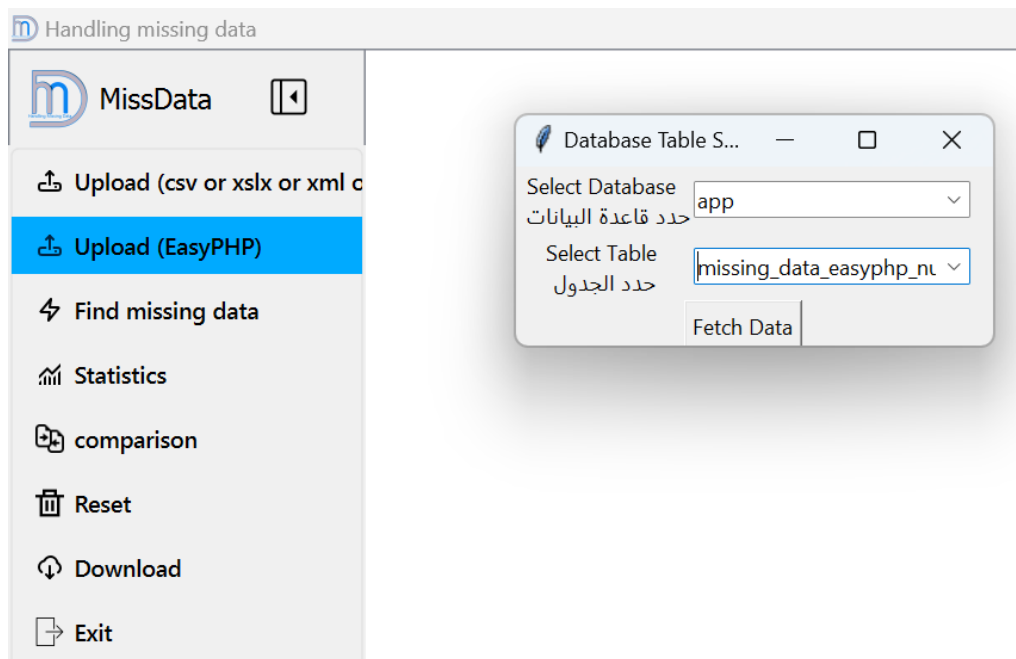 Handling missing data
MissData
Upload (csv or xslx or xml o
Upload (EasyPHP)
Find missing data
Statistics
comparison
Reset
Download
Exit
Database Table S...
Select Database
حدد قاعدة البيانات
app
Select Table
حدد الجدول
missing_data_easyphp_nu
Fetch Data